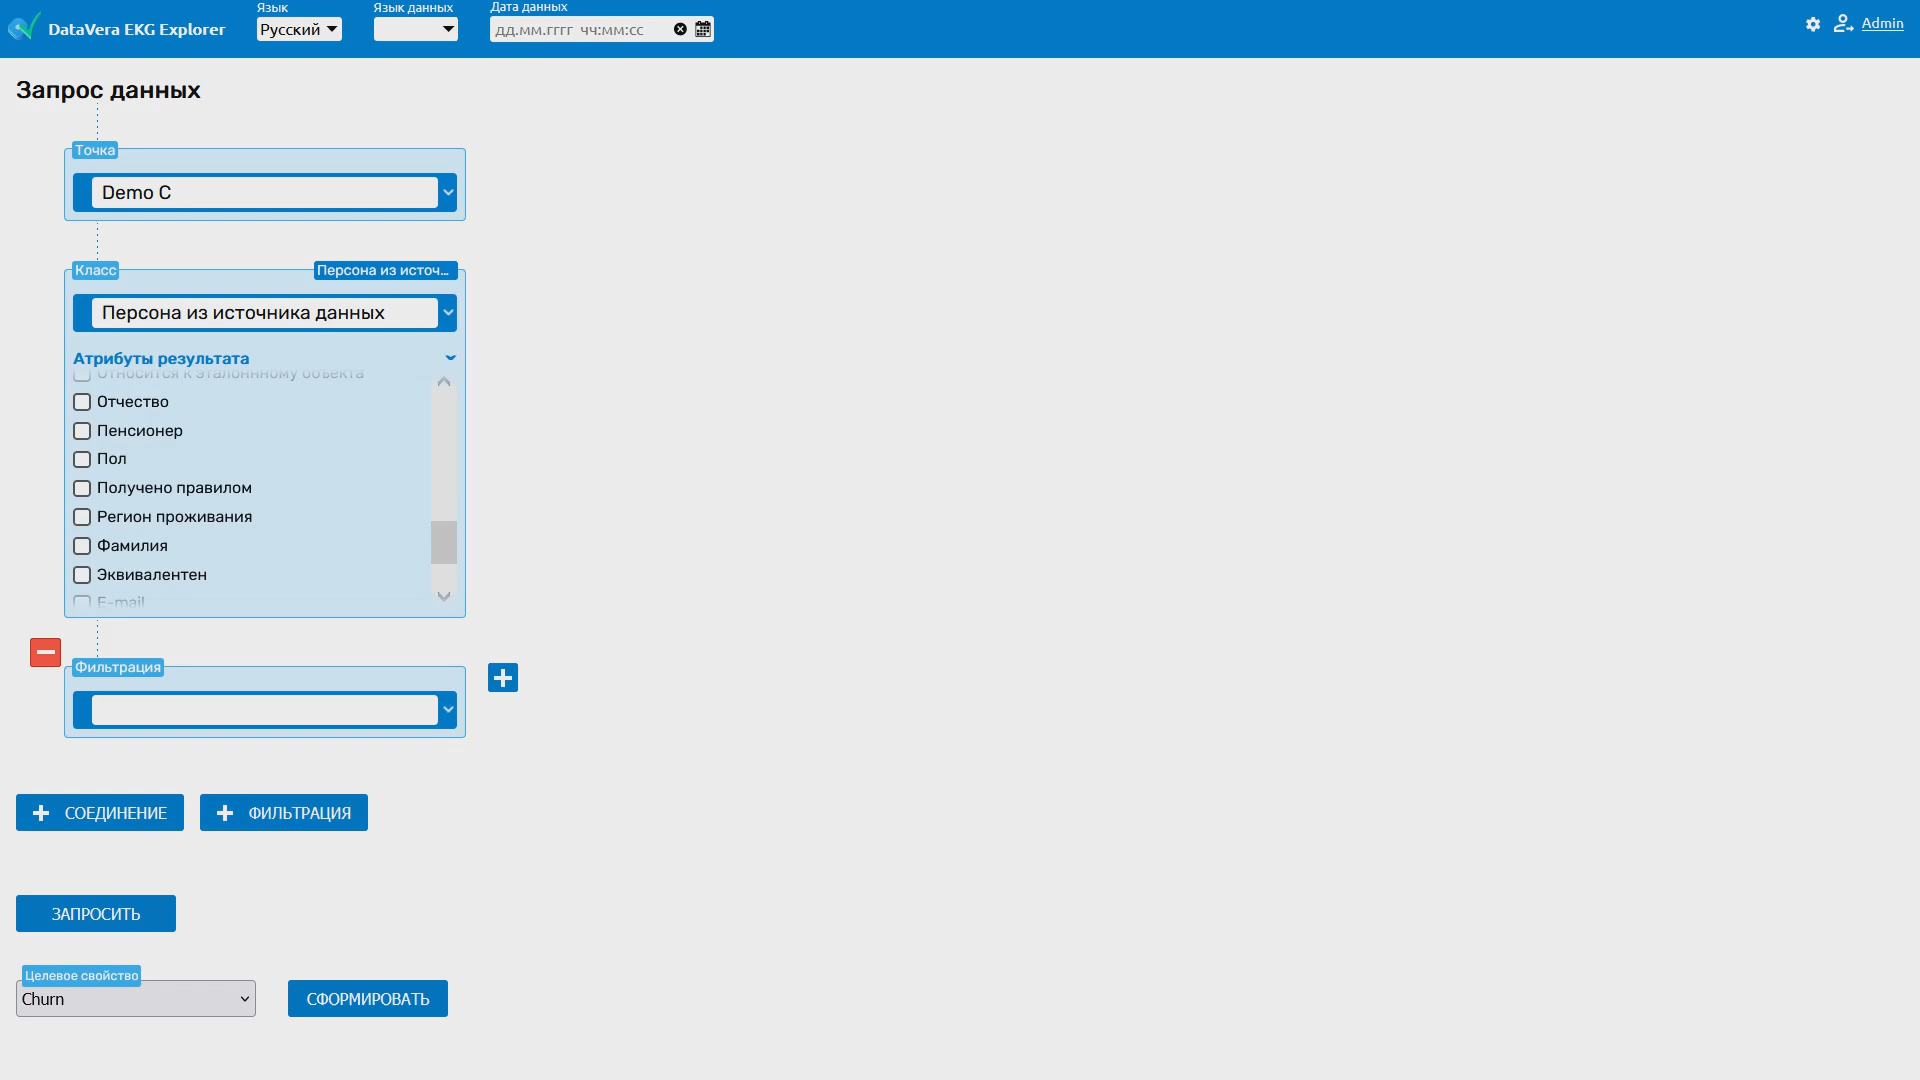 DataVera EKG Explorer
Язык
Русский
Язык данных
Дата данных
дд.мм.гггг чч:мм:сс
Admin
Запрос данных
Точка
Demo C
Класс
Персона из источ...
Персона из источника данных
Атрибуты результата
Относится к эталоннному объекта
Отчество
Пенсионер
Пол
Получено правилом
Регион проживания
Фамилия
Эквивалентен
E-mail
Фильтрация
СОЕДИНЕНИЕ
ФИЛЬТРАЦИЯ
ЗАПРОСИТЬ
Целевое свойство
Churn
СФОРМИРОВАТЬ